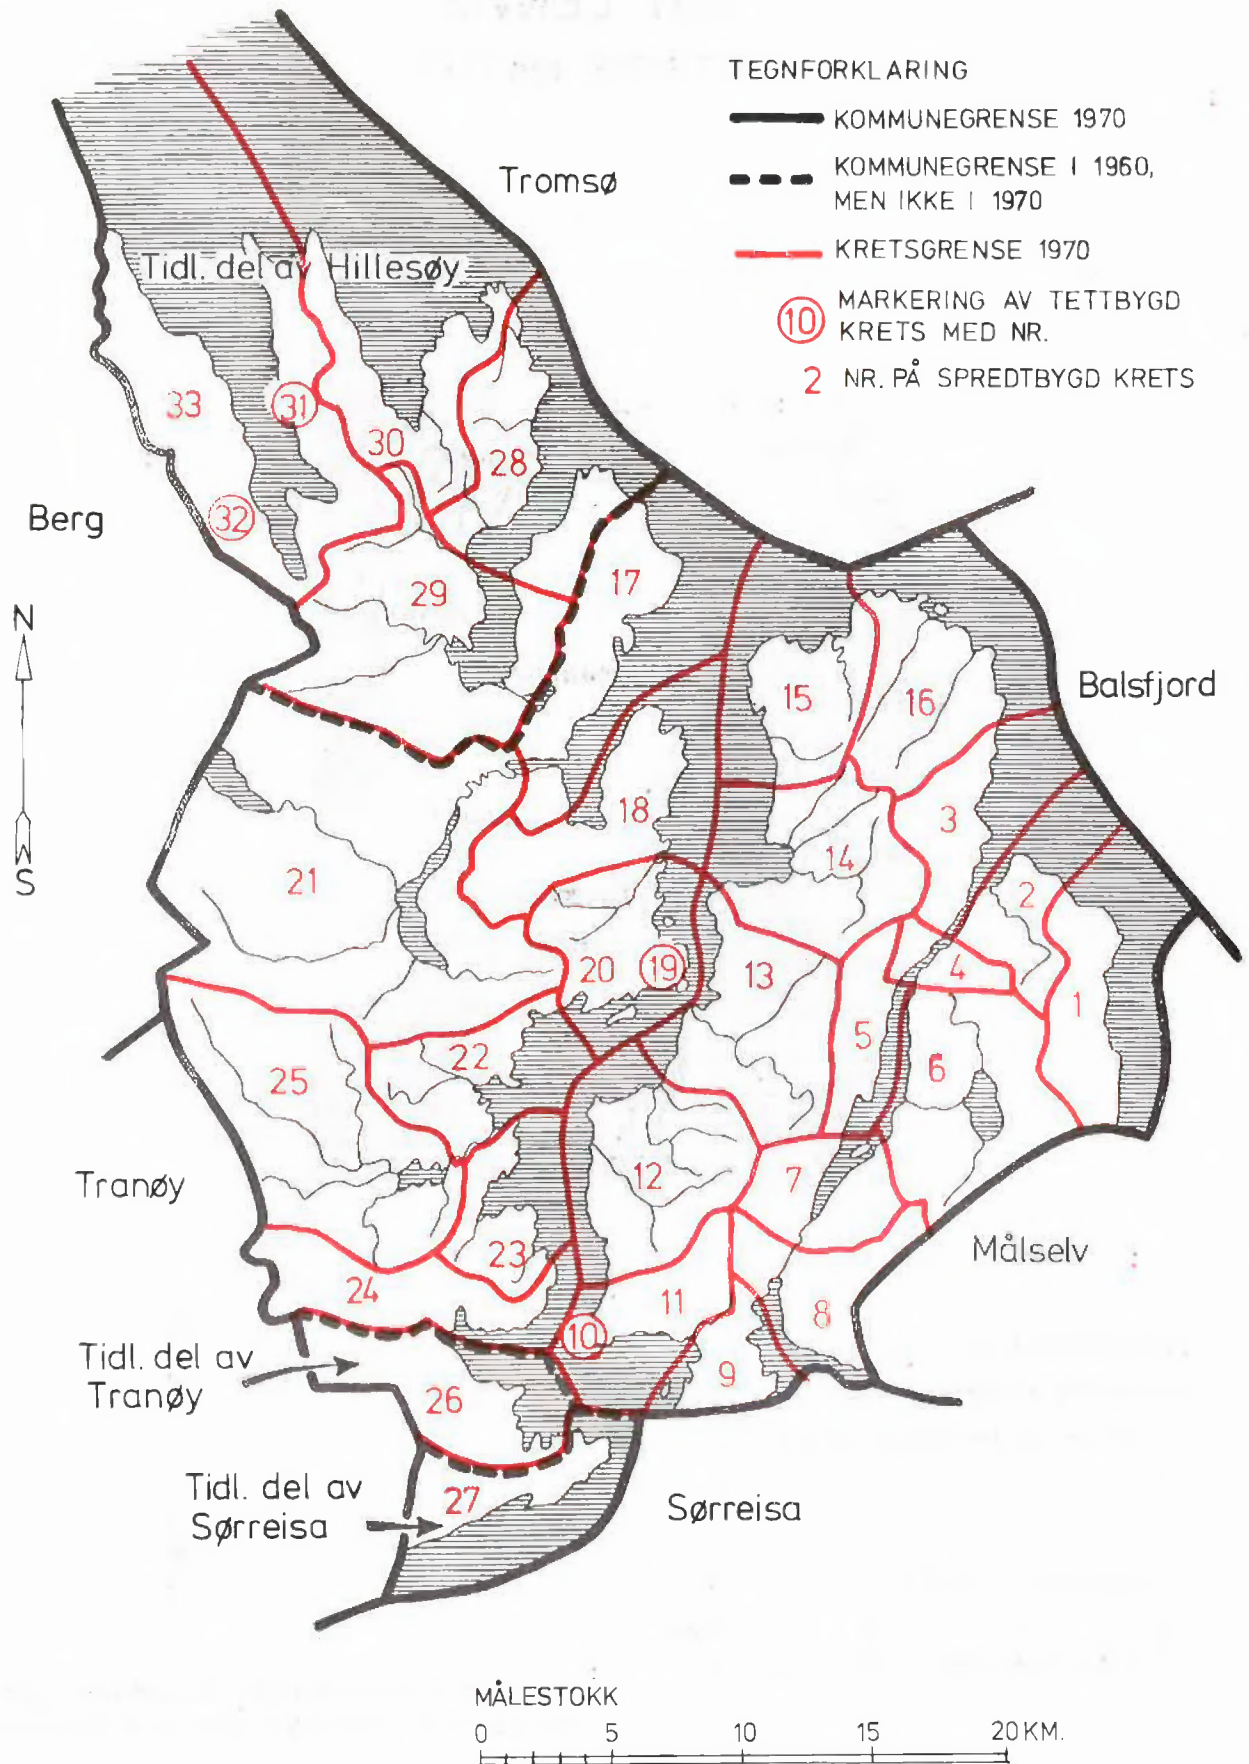 TEGNFORKLARING
KOMMUNEGRENSE 1970
KOMMUNEGRENSE I 1960,
MEN IKKE I 1970
KRETSGRENSE 1970
10 MARKERING AV TETTBYGD
KRETS MED NR.
2 NR. PÅ SPREDTBYGD KRETS
Tromsø
Tidl. del av Hillesøy
33
31
30
28
32
Berg
29
17
N
S
15
16
Balsfjord
18
3
14
21
2
20
19
13
4
1
5
22
6
25
Tranøy
12
7
23
Målselv
24
11
8
10
Tidl. del av
Tranøy
9
26
Tidl. del av
Sørreisa
27
Sørreisa
MÅLESTOKK
0 5 10 15 20 KM.